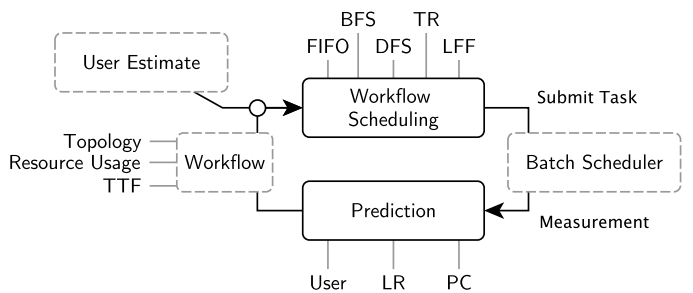 BFS TR
FIFO DFS LFF
User Estimate
Workflow
Scheduling
Submit Task
Topology
Resource Usage
TTF
Workflow
Batch Scheduler
Prediction
Measurement
User LR PC